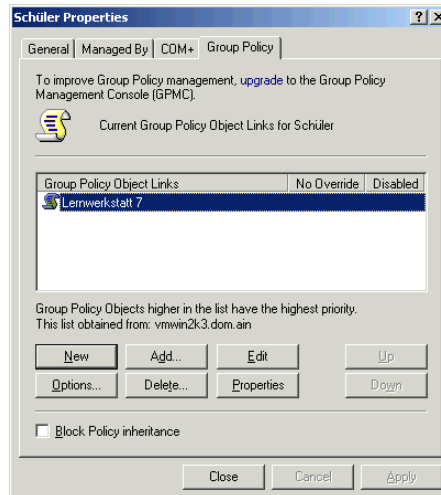 Schüler Properties
General Managed By COM+ Group Policy
To improve Group Policy management, upgrade to the Group Policy
Management Console (GPMC).
Current Group Policy Object Links for Schüler
Group Policy Object Links No Override Disabled
Lernwerkstatt 7
Group Policy Objects higher in the list have the highest priority.
This list obtained from: vmwin2k3.dom.ain
New Add... Edit Up
Options... Delete... Properties Down
Block Policy inheritance
Close Cancel Apply